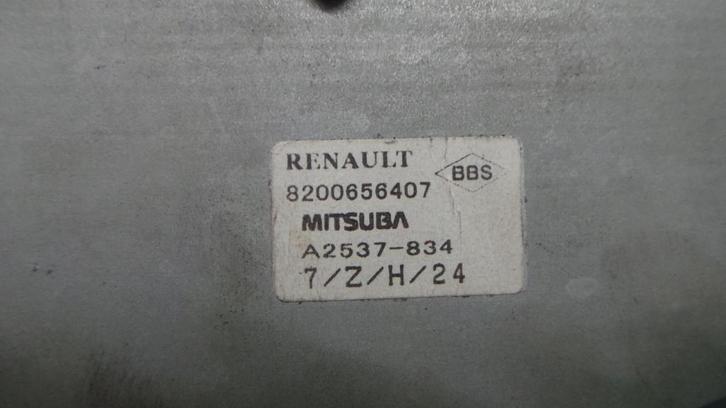 RENAULT
BBS
8200656407
MITSUBA
A2537-834
7/Z/H/24